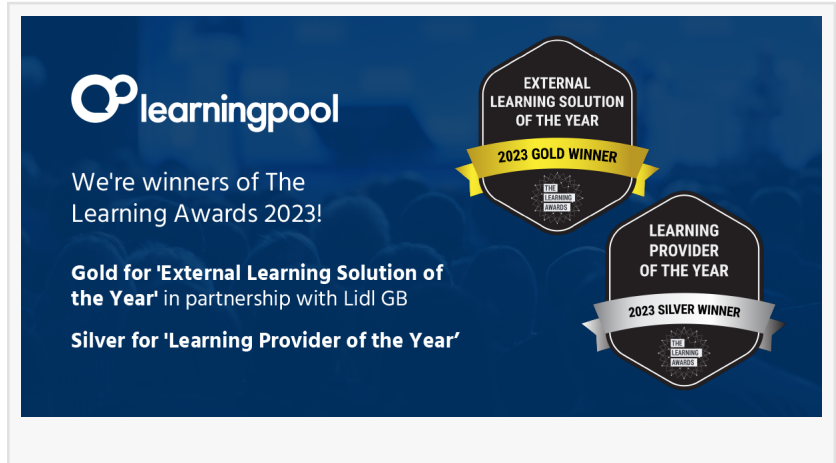 learningpool
We're winners of The
Learning Awards 2023!
Gold for 'External Learning Solution of
the Year' in partnership with Lidl GB
Silver for 'Learning Provider of the Year’
EXTERNAL
LEARNING SOLUTION
OF THE YEAR
2023 GOLD WINNER
THE
LEARNING
AWARDS
LEARNING
PROVIDER
OF THE YEAR
2023 SILVER WINNER
THE
LEARNING
AWARDS